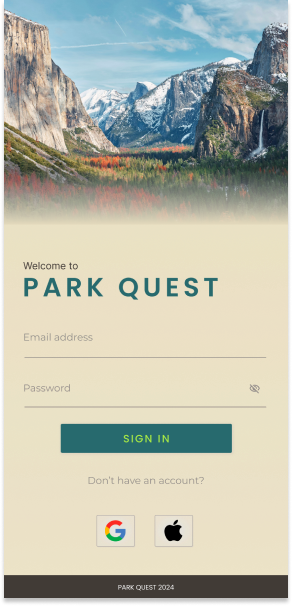 Welcome to
PARK QUEST
Email address
Password
SIGN IN
Don't have an account?
PARK QUEST 2024